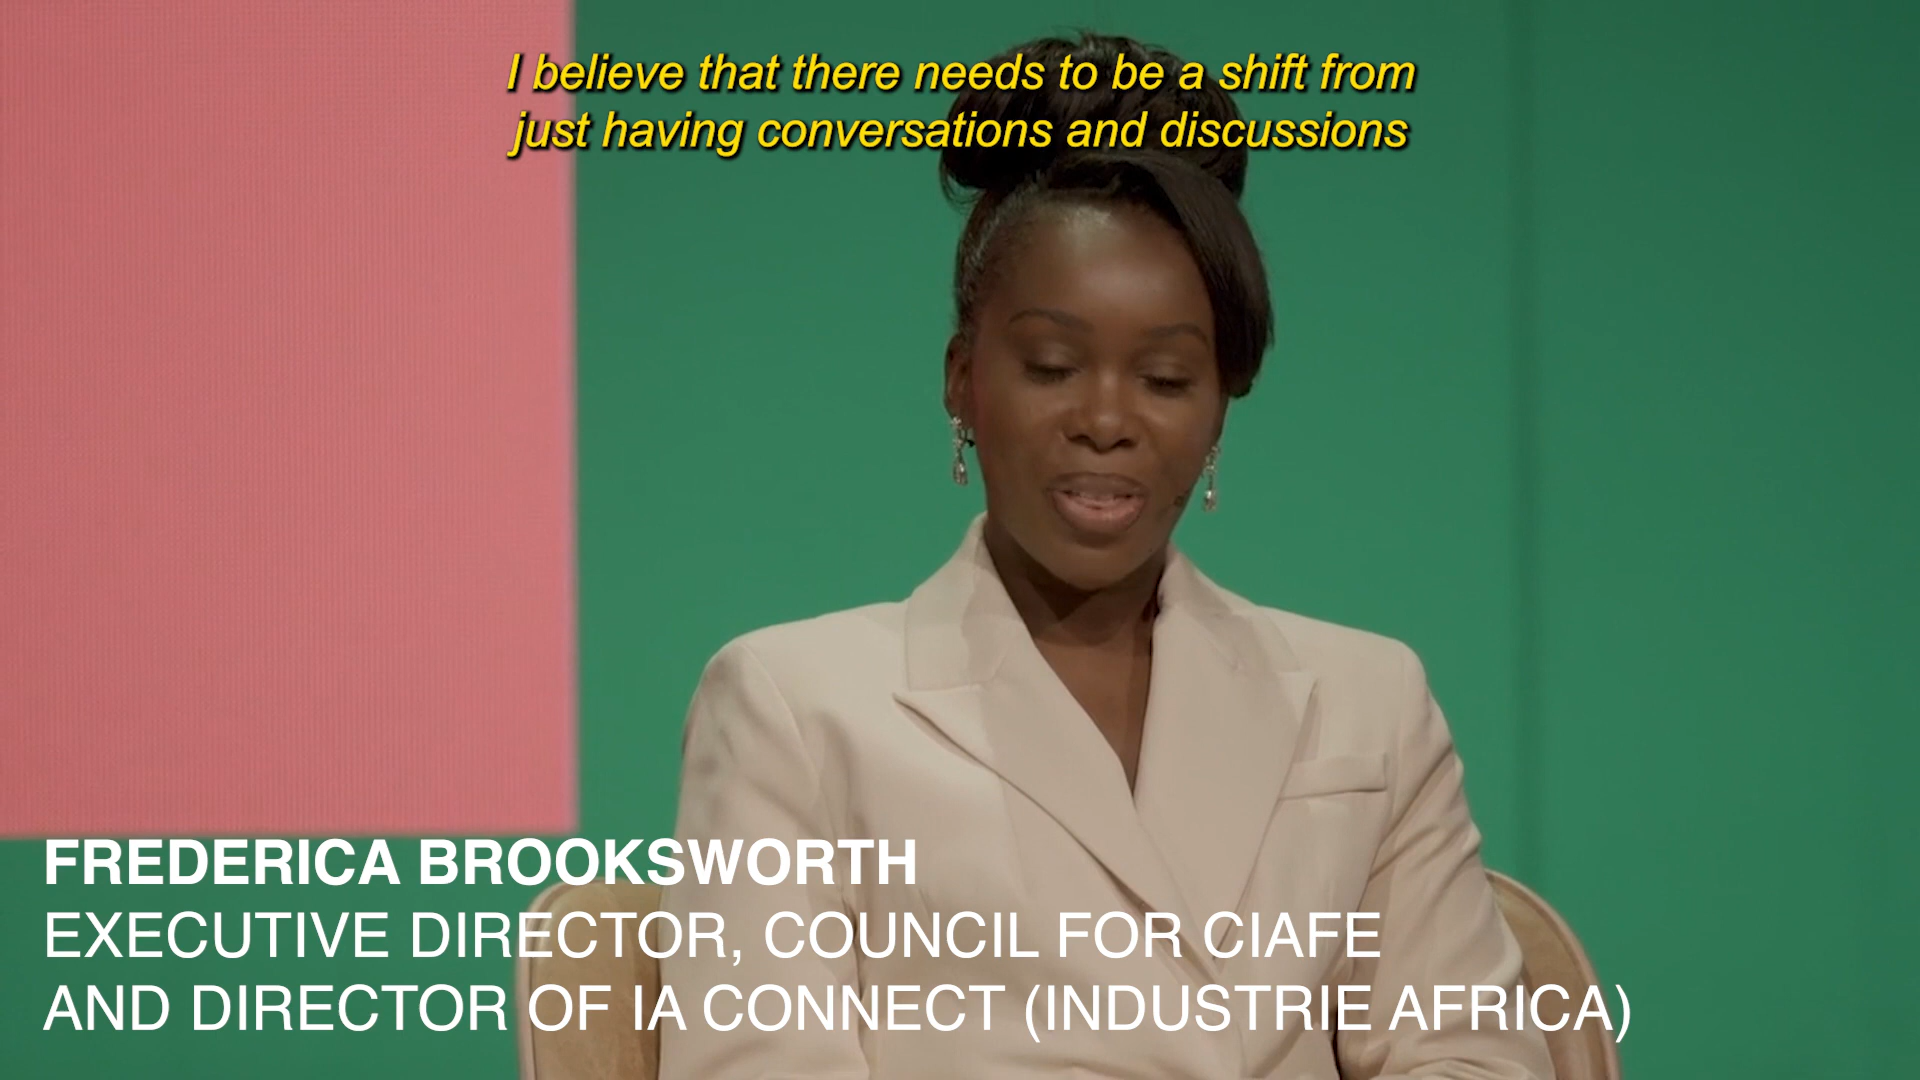 I believe that there needs to be a shift from
just having conversations and discussions
FREDERICA BROOKSWORTH
EXECUTIVE DIRECTOR, COUNCIL FOR CIAFE
AND DIRECTOR OF IA CONNECT (INDUSTRIE AFRICA)